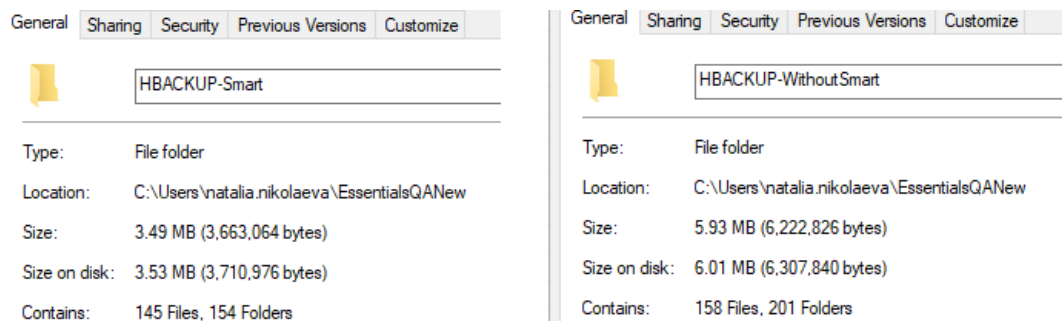 General Sharing Security Previous Versions Customize
HBACKUP-Smart
Type: File folder
Location: C:\Users\natalia.nikolaeva\EssentialsQANew
Size: 3.49 MB (3,663,064 bytes)
Size on disk: 3.53 MB (3,710,976 bytes)
Contains: 145 Files, 154 Folders
General Sharing Security Previous Versions Customize
HBACKUP-WithoutSmart
Type: File folder
Location: C:\Users\natalia.nikolaeva\EssentialsQANew
Size: 5.93 MB (6,222,826 bytes)
Size on disk: 6.01 MB (6,307,840 bytes)
Contains: 158 Files, 201 Folders